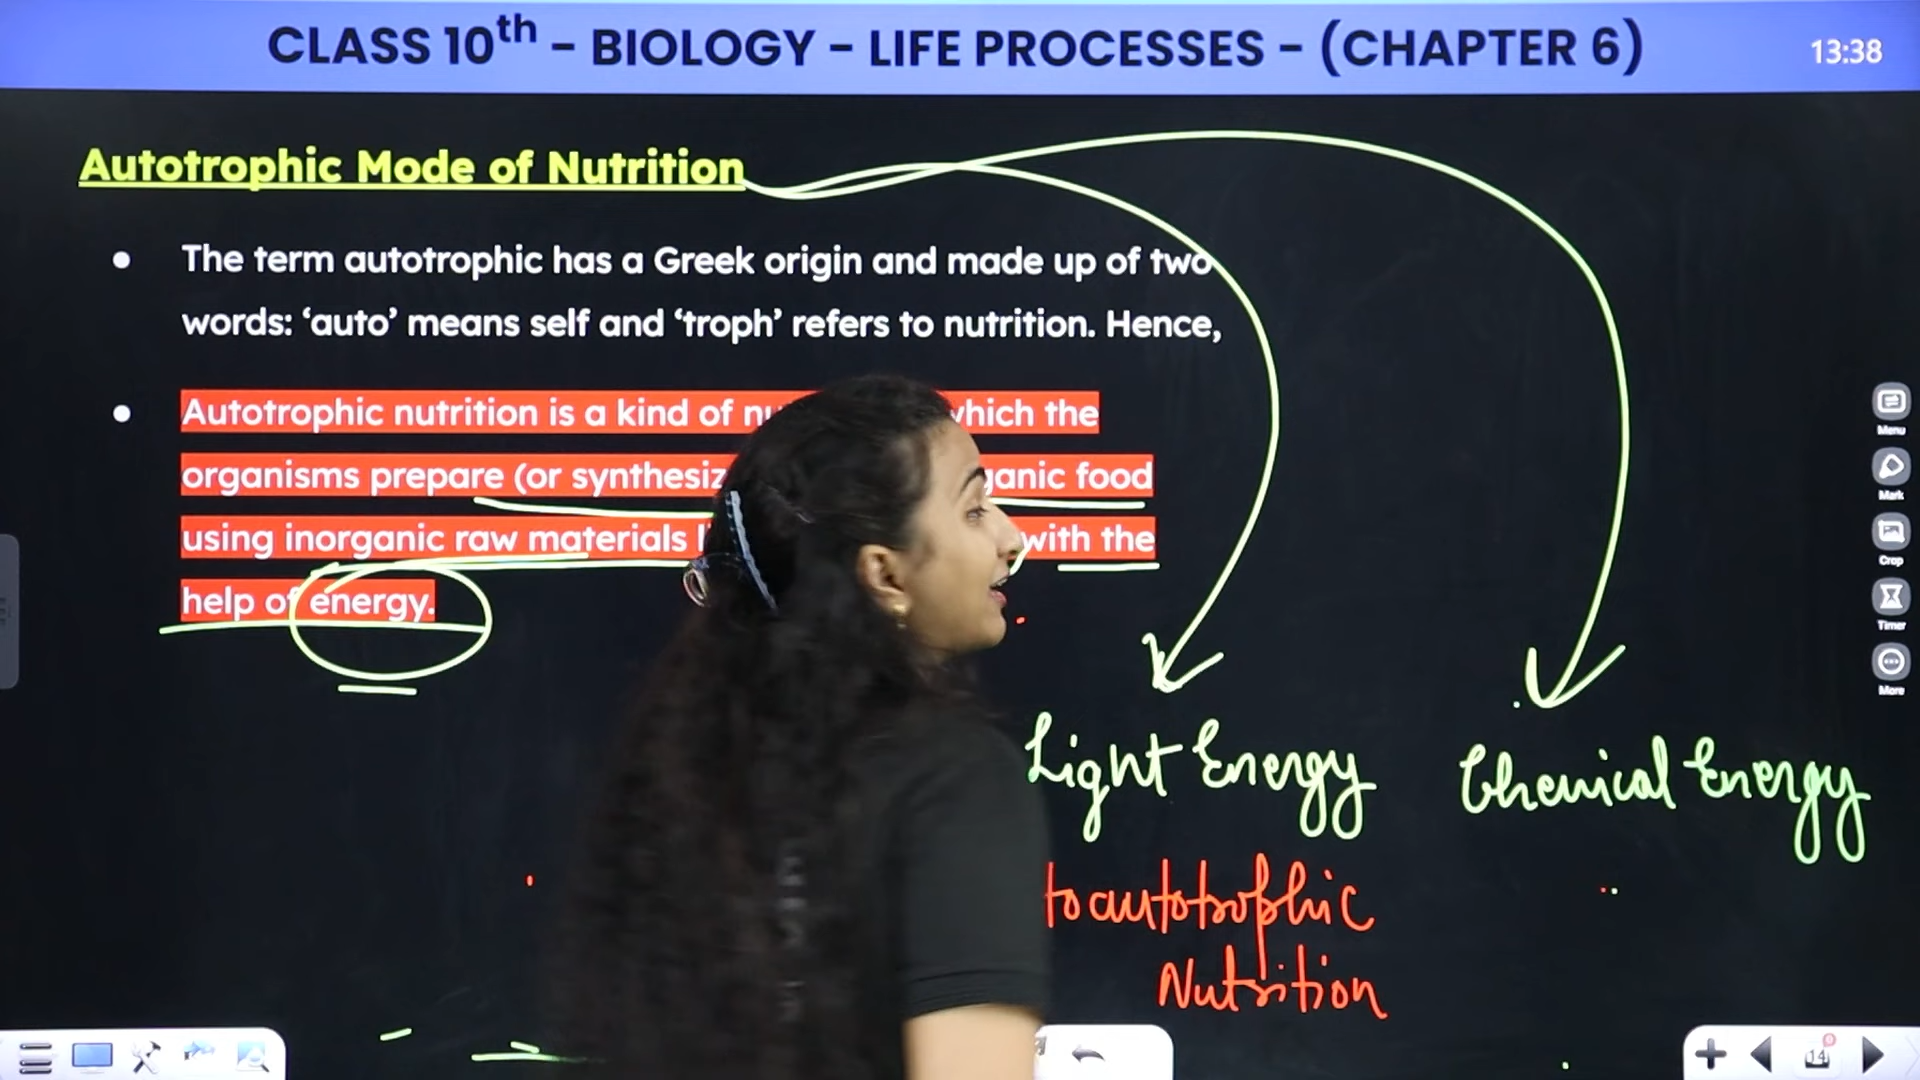 CLASS 10th - BIOLOGY - LIFE PROCESSES - (CHAPTER 6)
13:38
Autotrophic Mode of Nutrition
• The term autotrophic has a Greek origin and made up of two
words: ‘auto’ means self and ‘troph’ refers to nutrition. Hence,
• Autotrophic nutrition is a kind of which the
organisms prepare (or food
using inorganic raw materials with the
help of energy.
Menu
Mark
Crop
Timer
More
Light Energy
Chemical Energy
toautotrophic
Nutrition
14